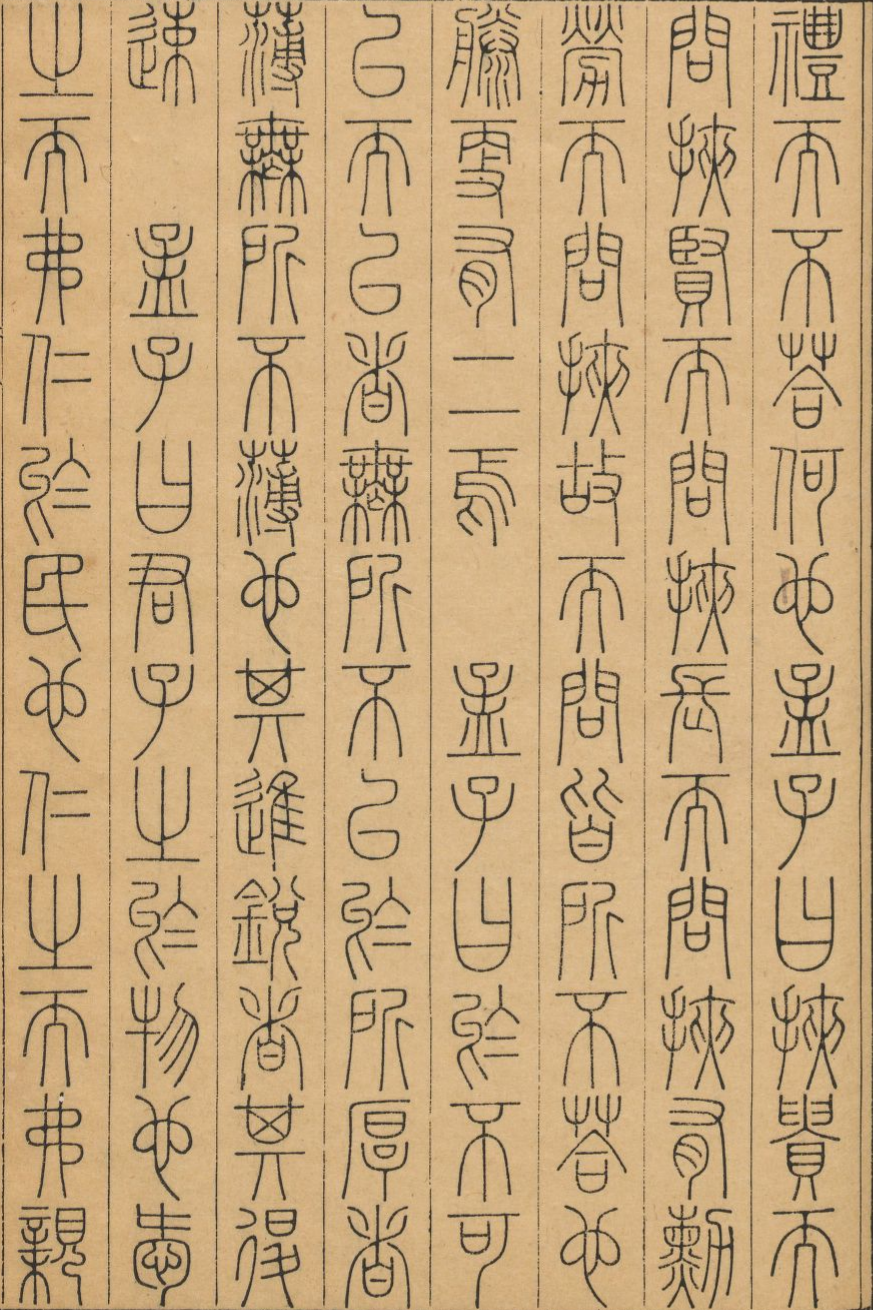 禮而不荅何也孟子曰挾貴而
問挾賢而問挾長而問挾有勳
勞而問挾故而問皆所不荅也
滕更有二焉　孟子曰於不可
已而已者無所不已於所厚者
薄無所不薄也其進銳者其退
速　孟子曰君子之於物也愛
之而弗仁於民也仁之而弗親